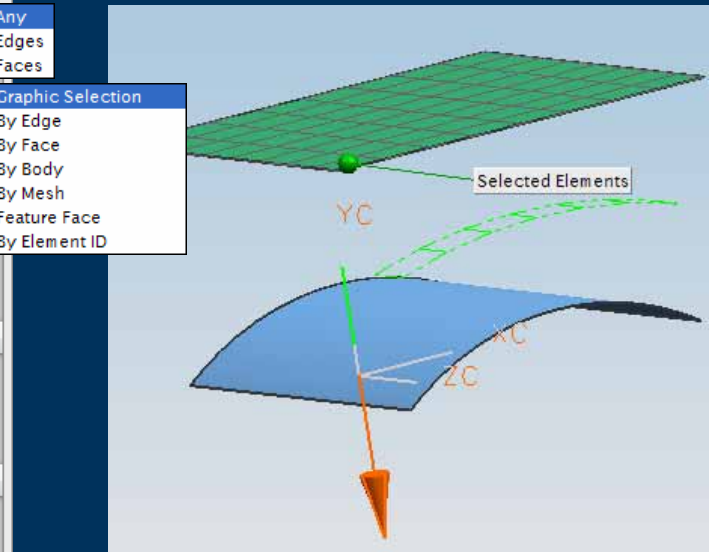 Any
Edges
Faces
Graphic Selection
By Edge
By Face
By Body
By Mesh
Feature Face
By Element ID
Selected Elements
YC
XC
ZC